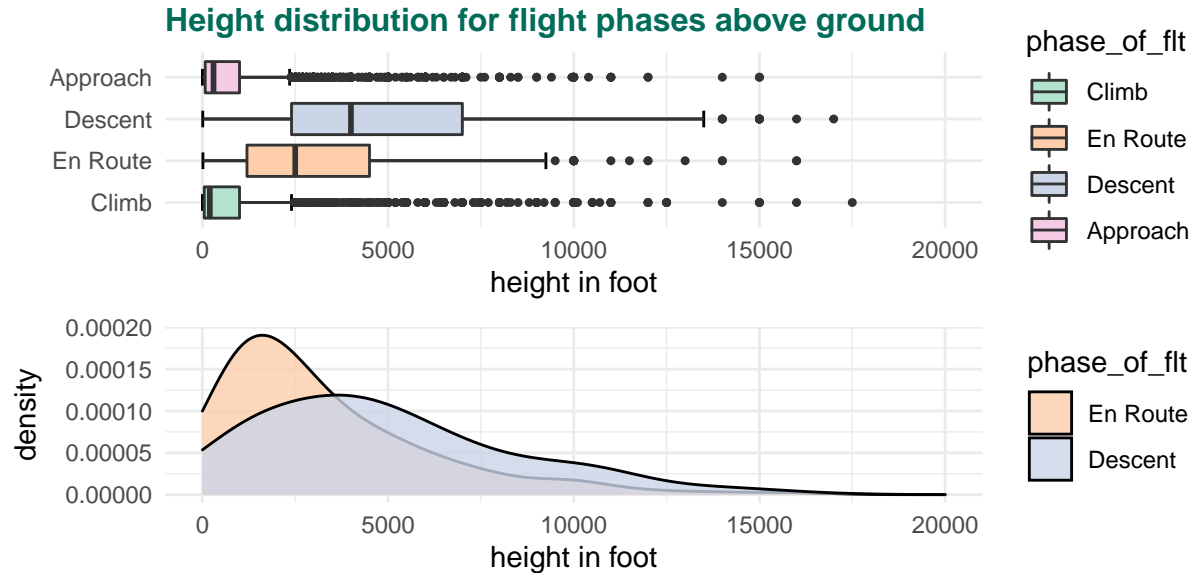 Height distribution for flight phases above ground
Approach
Descent
En Route
Climb
0 5000 10000 15000 20000
height in foot
phase_of_flt
Climb
En Route
Descent
Approach
0.00020
0.00015
0.00010
0.00005
0.00000
density
0 5000 10000 15000 20000
height in foot
phase_of_flt
En Route
Descent